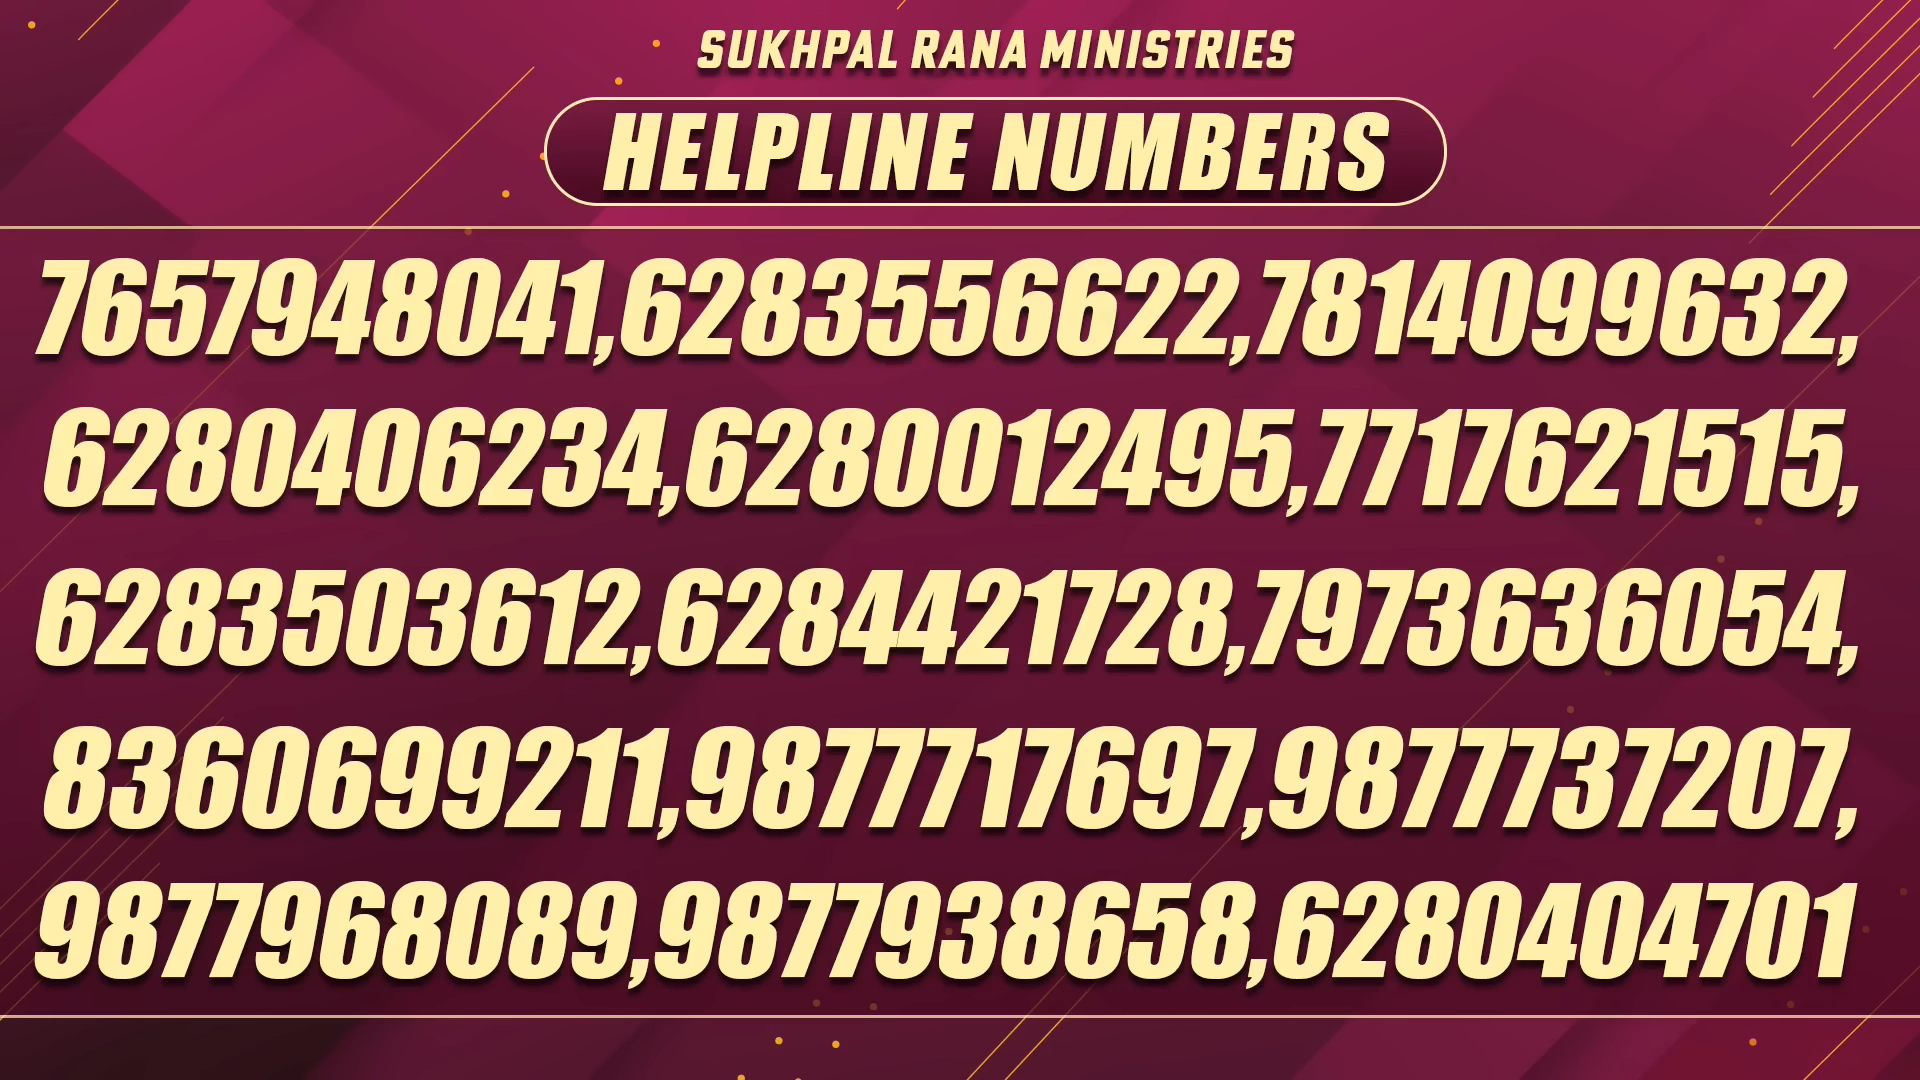 SUKHPAL RANA MINISTRIES
HELPLINE NUMBERS
7657948041,6283556622,7814099632,
6280406234,6280012495,7717621515,
6283503612,6284421728,7973636054,
8360699211,9877717697,9877737207,
9877968089,9877938658,6280404701